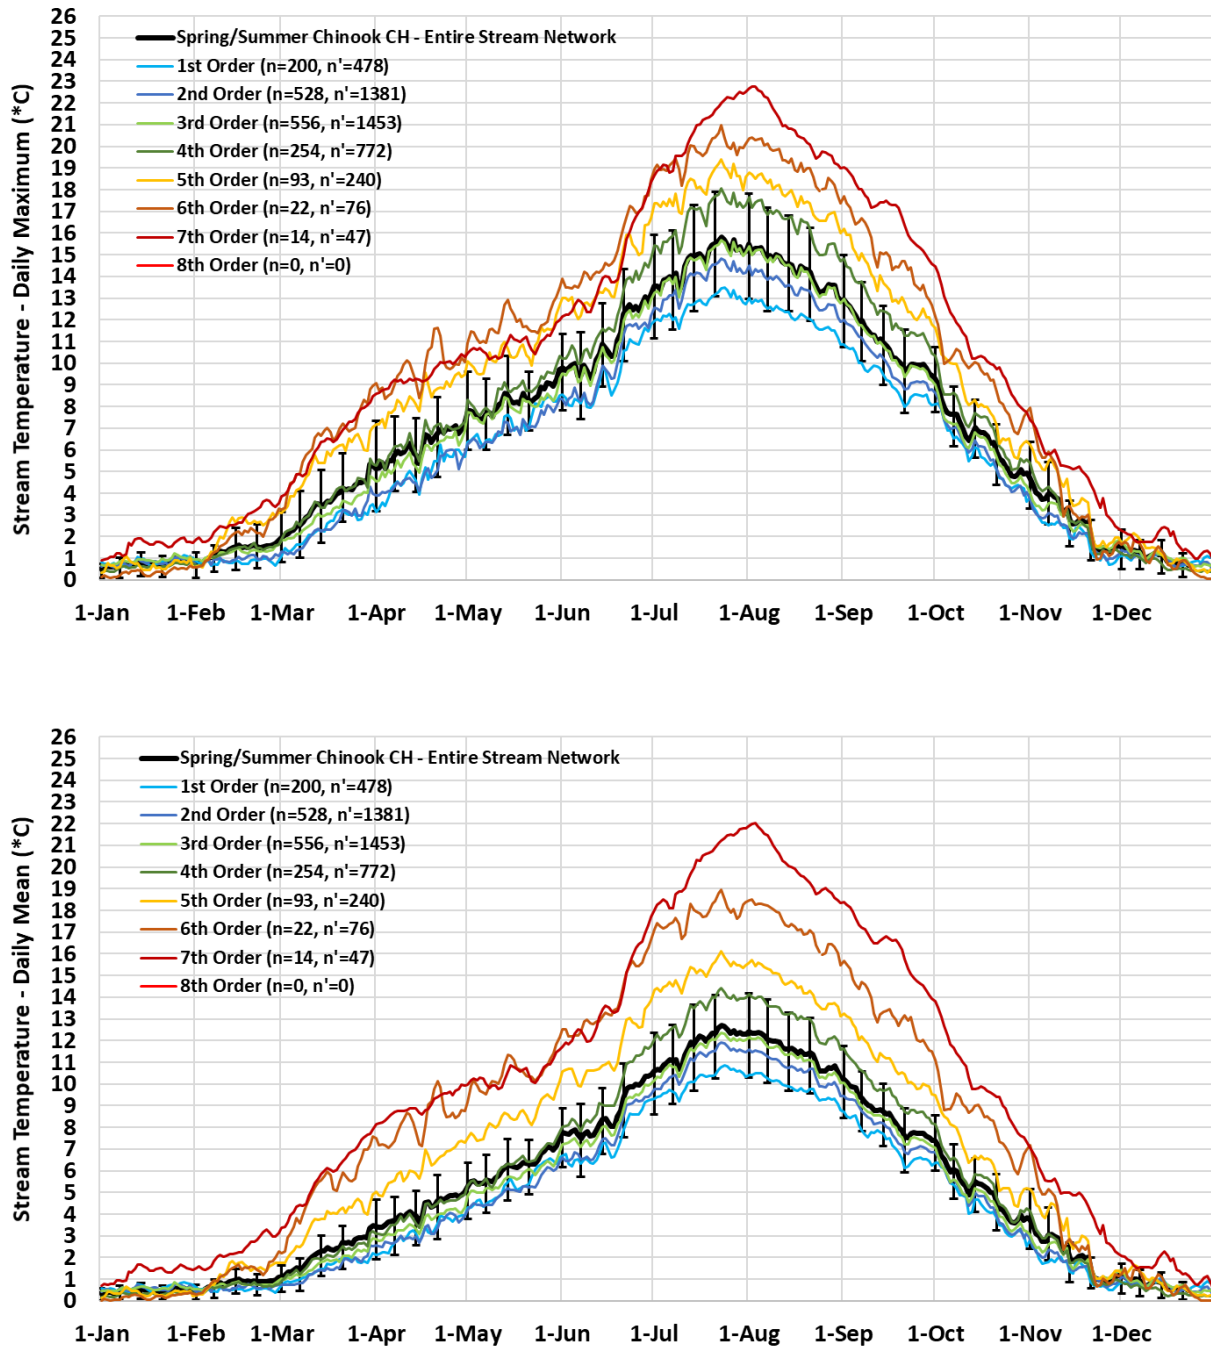 26
25
24
23
22
21
20
19
18
17
16
15
14
13
12
11
10
9
8
7
6
5
4
3
2
1
0
Stream Temperature - Daily Maximum (*C)
Spring/Summer Chinook CH - Entire Stream Network
1st Order (n=200, n'=478)
2nd Order (n=528, n'=1381)
3rd Order (n=556, n'=1453)
4th Order (n=254, n'=772)
5th Order (n=93, n'=240)
6th Order (n=22, n'=76)
7th Order (n=14, n'=47)
8th Order (n=0, n'=0)
1-Jan 1-Feb 1-Mar 1-Apr 1-May 1-Jun 1-Jul 1-Aug 1-Sep 1-Oct 1-Nov 1-Dec
26
25
24
23
22
21
20
19
18
17
16
15
14
13
12
11
10
9
8
7
6
5
4
3
2
1
0
Stream Temperature - Daily Mean (*C)
Spring/Summer Chinook CH - Entire Stream Network
1st Order (n=200, n'=478)
2nd Order (n=528, n'=1381)
3rd Order (n=556, n'=1453)
4th Order (n=254, n'=772)
5th Order (n=93, n'=240)
6th Order (n=22, n'=76)
7th Order (n=14, n'=47)
8th Order (n=0, n'=0)
1-Jan 1-Feb 1-Mar 1-Apr 1-May 1-Jun 1-Jul 1-Aug 1-Sep 1-Oct 1-Nov 1-Dec